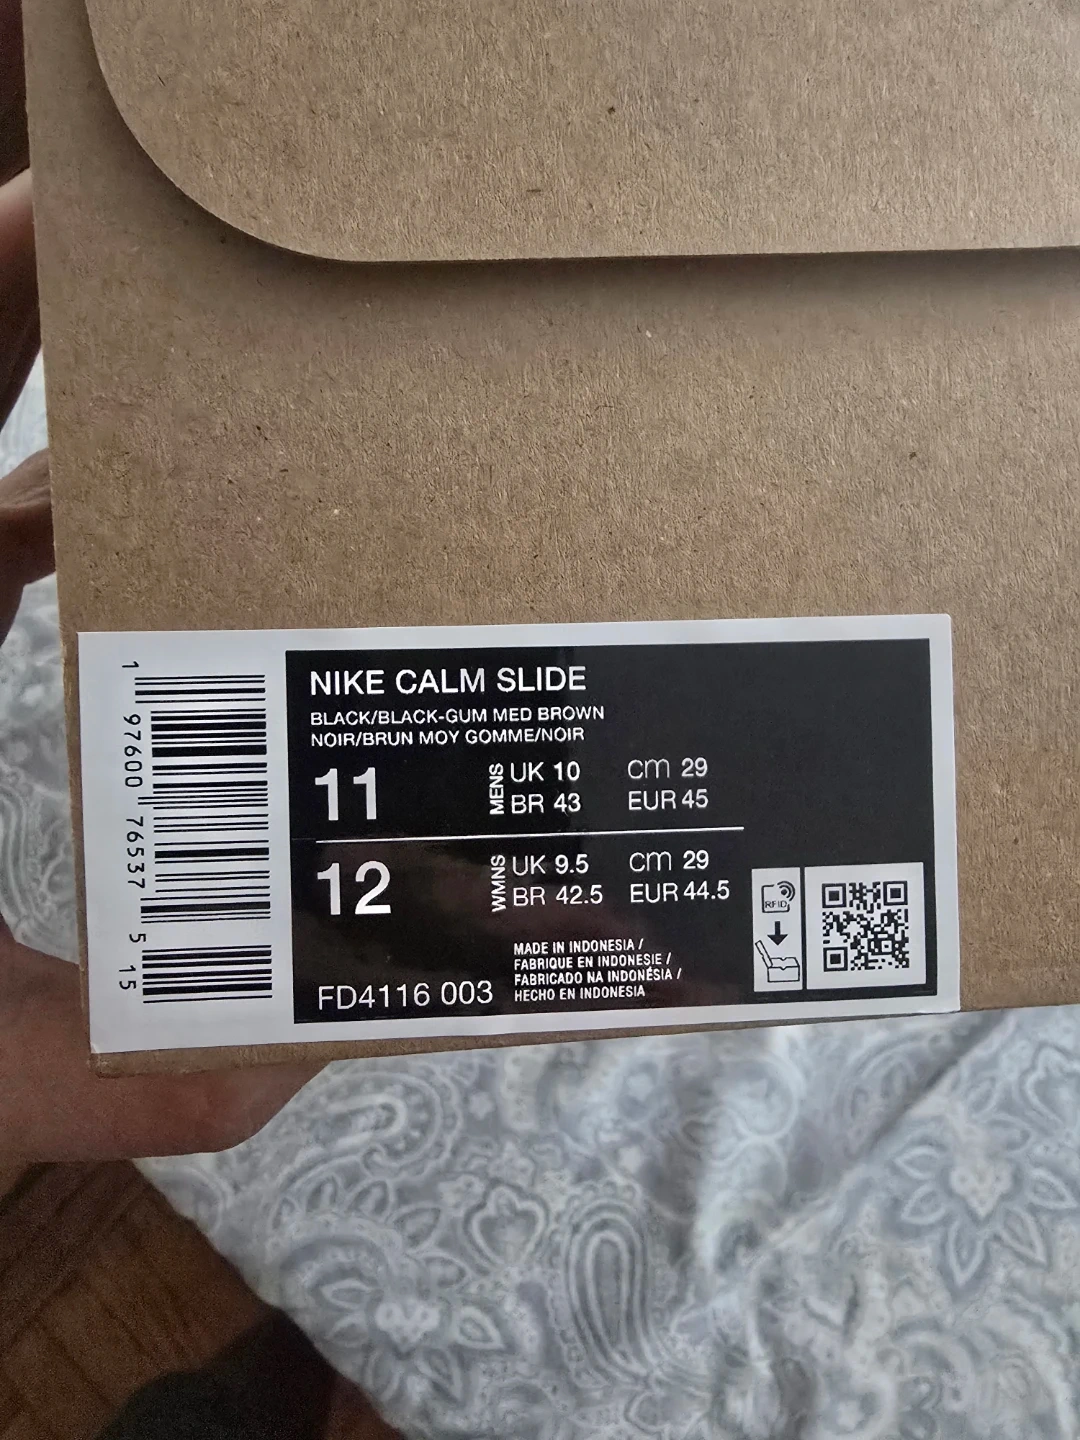 NIKE CALM SLIDE
BLACK/BLACK-GUM MED BROWN
NOIR/BRUN MOY GOMME/NOIR
11 MENS UK 10 cm 29
BR 43 EUR 45
12 WMNS UK 9.5 cm 29
BR 42.5 EUR 44.5
MADE IN INDONESIA /
FABRIQUE EN INDONESIE /
FABRICADO NA INDONÉSIA /
HECHO EN INDONESIA
FD4116 003
RFID
1 97600 76537 5 15